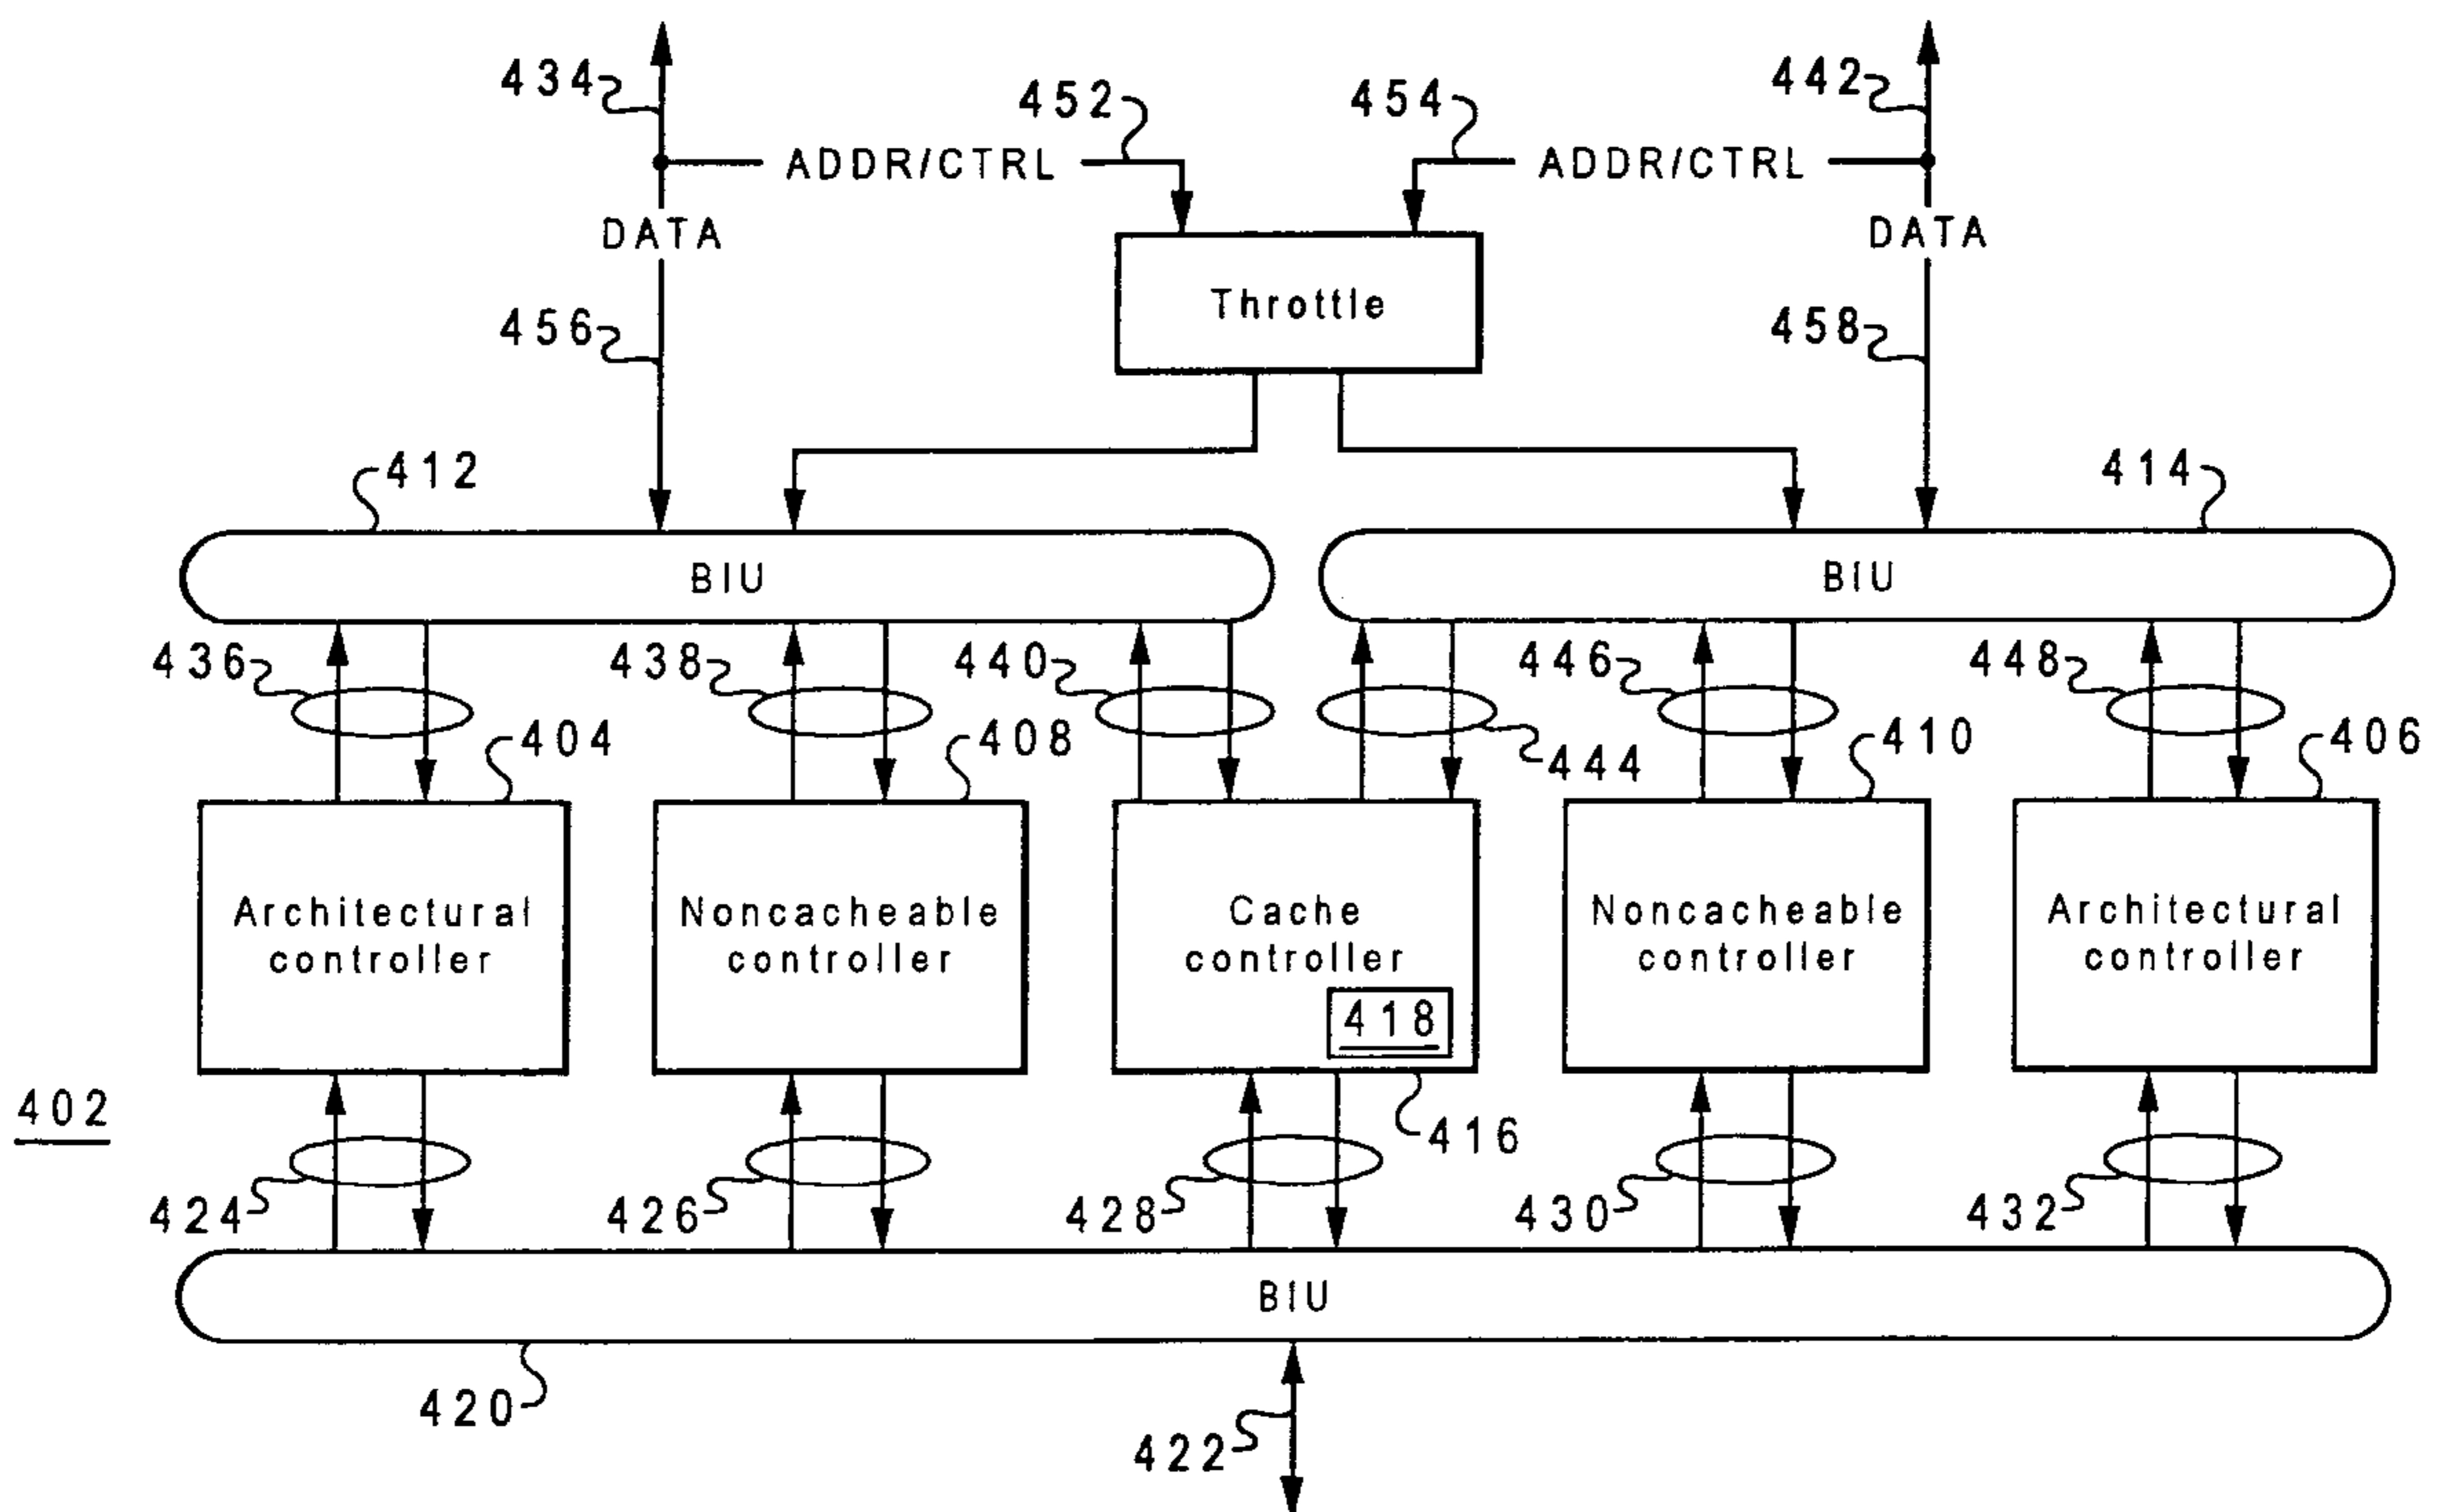 434
452
454
442
ADDR/CTRL
ADDR/CTRL
DATA
DATA
Throttle
456
458
412
414
BIU
BIU
436
438
440
446
448
404
408
444
410
406
Architectural
controller
Noncacheable
controller
Cache
controller
418
Noncacheable
controller
Architectural
controller
402
416
424
426
428
430
432
BIU
420
422